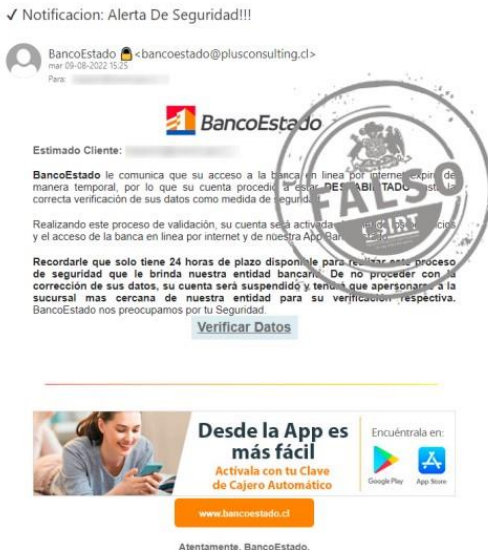 ✓ Notificacion: Alerta De Seguridad!!!
BancoEstado <bancoestado@plusconsulting.cl>
mar 09-08-2022 15:25
Para:
BancoEstado
Estimado Cliente:
BancoEstado le comunica que su acceso a la banca en linea por internet expiro de
manera temporal, por lo que su cuenta procedió a estar DESHABILITADO hasta la
correcta verificación de sus datos como medida de seguridad.
Realizando este proceso de validación, su cuenta será activada
y el acceso de la banca en linea por internet y de nuestra App BancoEstado.
Recordarle que solo tiene 24 horas de plazo disponible para realizar este proceso
de seguridad que le brinda nuestra entidad bancaria. De no proceder con la
corrección de sus datos, su cuenta será suspendido y tendrá que apersonarse a la
sucursal mas cercana de nuestra entidad para su verificación respectiva.
BancoEstado nos preocupamos por tu Seguridad.
Verificar Datos
FALSO
CSIRT
Desde la App es
más fácil
Actívala con tu Clave
de Cajero Automático
Encuéntrala en:
Google Play
App Store
www.bancoestado.cl
Atentamente, BancoEstado.